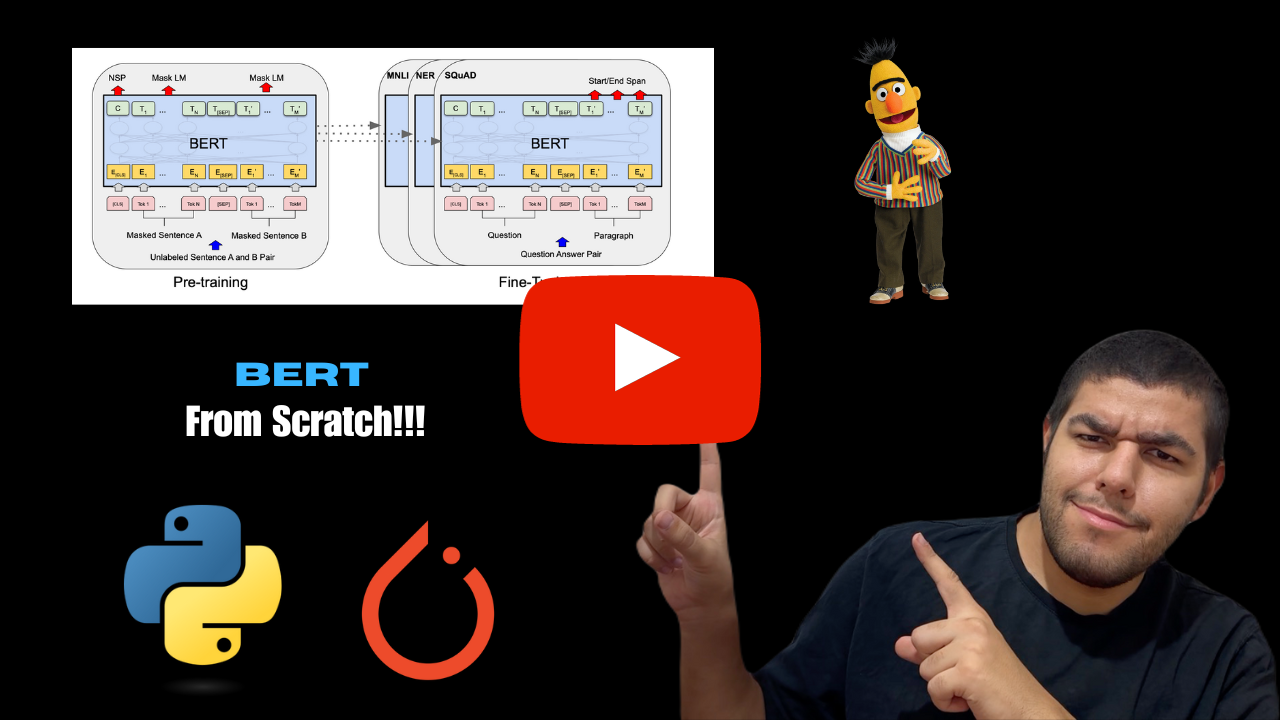 NSP Mask LM Mask LM
C T1 ... TN T[SEP] T1' ... TM'
BERT
E[CLS] E1 ... EN E[SEP] E1' ... EM'
[CLS] Tok 1 ... Tok N [SEP] Tok 1 ... TokM
Masked Sentence A Masked Sentence B
Unlabeled Sentence A and B Pair
Pre-training
MNLI NER SQuAD
Start/End Span
C T1 ... TN T[SEP] T1' ... TM'
BERT
E[CLS] E1 ... EN E[SEP] E1' ... EM'
[CLS] Tok 1 ... Tok N [SEP] Tok 1 ... TokM
Question Paragraph
Question Answer Pair
BERT
From Scratch!!!